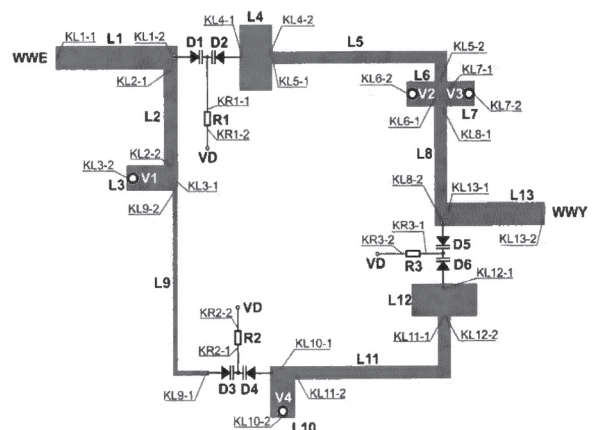 L4
KL4-1
KL4-2
L1
KL1-1
KL1-2
D1
D2
L5
WWE
KL2-1
KL5-1
KL5-2
KL7-1
L6
KL6-2
V2
V3
KL7-2
L7
KL6-1
KL8-1
L2
KR1-1
R1
KR1-2
VD
L8
KL2-2
KL3-2
V1
L3
KL3-1
KL9-2
KL8-2
KL13-1
L13
WWY
KL13-2
KR3-1
KR3-2
D5
VD
R3
D6
KL12-1
L12
L9
VD
KR2-2
R2
KR2-1
KL11-1
KL12-2
KL10-1
L11
KL9-1
D3
D4
KL11-2
V4
KL10-2
L10